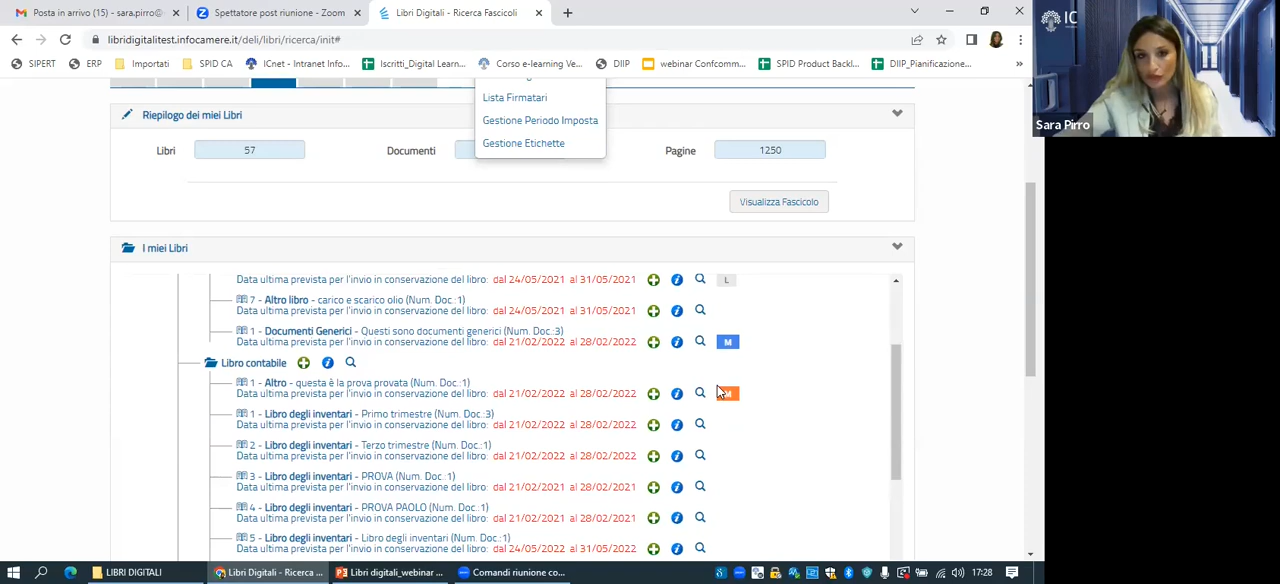 Posta in arrivo (15) - sara.pirro@
Spettatore post riunione - Zoom
Libri Digitali - Ricerca Fascicoli
libridigitalitest.infocamere.it/deli/libri/ricerca/init#
SIPERT ERP Importati SPID CA ICnet - Intranet Info... Iscritti_Digital Learn... Corso e-learning Ve... DIIP webinar Confcomm... SPID Product Backl... DIIP_Pianificazione... »
IC
Sara Pirro
Lista Firmatari
Gestione Periodo Imposta
Gestione Etichette
Riepilogo dei miei Libri
Libri 57 Documenti Pagine 1250
Visualizza Fascicolo
I miei Libri
Data ultima prevista per l'invio in conservazione del libro: dal 24/05/2021 al 31/05/2021 L
7 - Altro libro - carico e scarico olio (Num. Doc.:1)
Data ultima prevista per l'invio in conservazione del libro: dal 24/05/2021 al 31/05/2021
1 - Documenti Generici - Questi sono documenti generici (Num. Doc.:3)
Data ultima prevista per l'invio in conservazione del libro: dal 21/02/2022 al 28/02/2022 M
Libro contabile
1 - Altro - questa è la prova provata (Num. Doc.:1)
Data ultima prevista per l'invio in conservazione del libro: dal 21/02/2022 al 28/02/2022 M
1 - Libro degli inventari - Primo trimestre (Num. Doc.:3)
Data ultima prevista per l'invio in conservazione del libro: dal 21/02/2022 al 28/02/2022
2 - Libro degli inventari - Terzo trimestre (Num. Doc.:1)
Data ultima prevista per l'invio in conservazione del libro: dal 21/02/2022 al 28/02/2022
3 - Libro degli inventari - PROVA (Num. Doc.:1)
Data ultima prevista per l'invio in conservazione del libro: dal 21/02/2021 al 28/02/2022
4 - Libro degli inventari - PROVA PAOLO (Num. Doc.:1)
Data ultima prevista per l'invio in conservazione del libro: dal 21/02/2022 al 28/02/2022
5 - Libro degli inventari - Libro degli inventari (Num. Doc.:1)
Data ultima prevista per l'invio in conservazione del libro: dal 24/05/2022 al 31/05/2022
LIBRI DIGITALI
Libri Digitali - Ricerca ...
Libri digitali_webinar ...
Comandi riunione co...
17:28